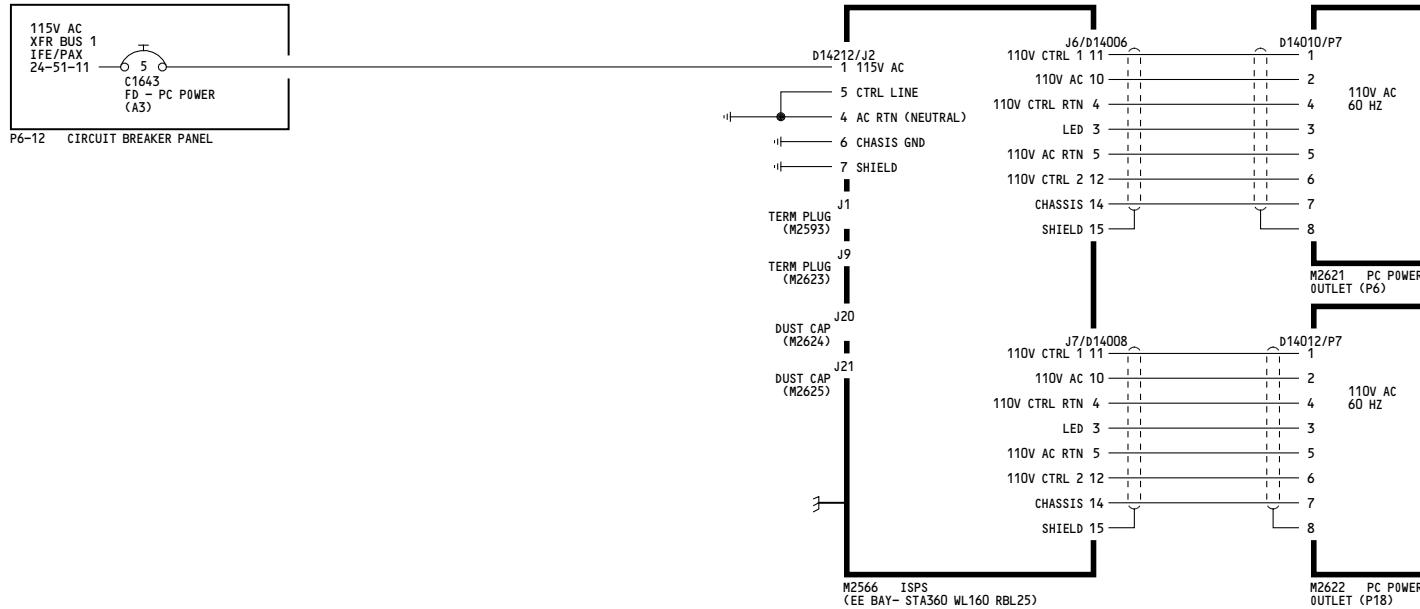 115V AC
XFR BUS 1
IFE/PAX
24-51-11
5
C1643
FD - PC POWER
(A3)
P6-12 CIRCUIT BREAKER PANEL
D14212/J2
1 115V AC
5 CTRL LINE
4 AC RTN (NEUTRAL)
6 CHASIS GND
7 SHIELD
J1
TERM PLUG
(M2593)
J9
TERM PLUG
(M2623)
J20
DUST CAP
(M2624)
J21
DUST CAP
(M2625)
M2566 ISPS
(EE BAY- STA360 WL160 RBL25)
J6/D14006
110V CTRL 1 11
110V AC 10
110V CTRL RTN 4
LED 3
110V AC RTN 5
110V CTRL 2 12
CHASSIS 14
SHIELD 15
D14010/P7
1
2
4
3
5
6
7
8
110V AC
60 HZ
M2621 PC POWER
OUTLET (P6)
J7/D14008
110V CTRL 1 11
110V AC 10
110V CTRL RTN 4
LED 3
110V AC RTN 5
110V CTRL 2 12
CHASSIS 14
SHIELD 15
D14012/P7
1
2
4
3
5
6
7
8
110V AC
60 HZ
M2622 PC POWER
OUTLET (P18)